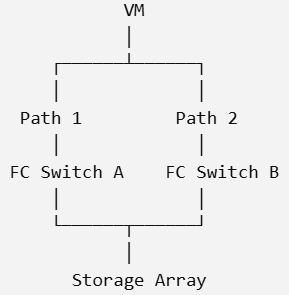 VM
Path 1 Path 2
FC Switch A FC Switch B
Storage Array